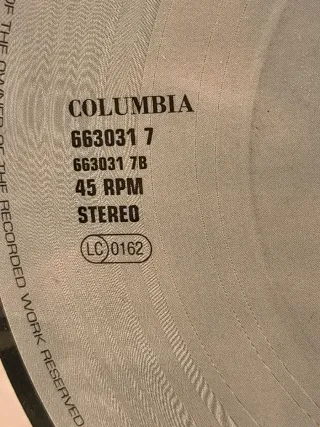 COLUMBIA
663031 7
663031 7B
45 RPM
STEREO
LC 0162
OF THE OWNER OF THE RECORDED WORK RESERVED